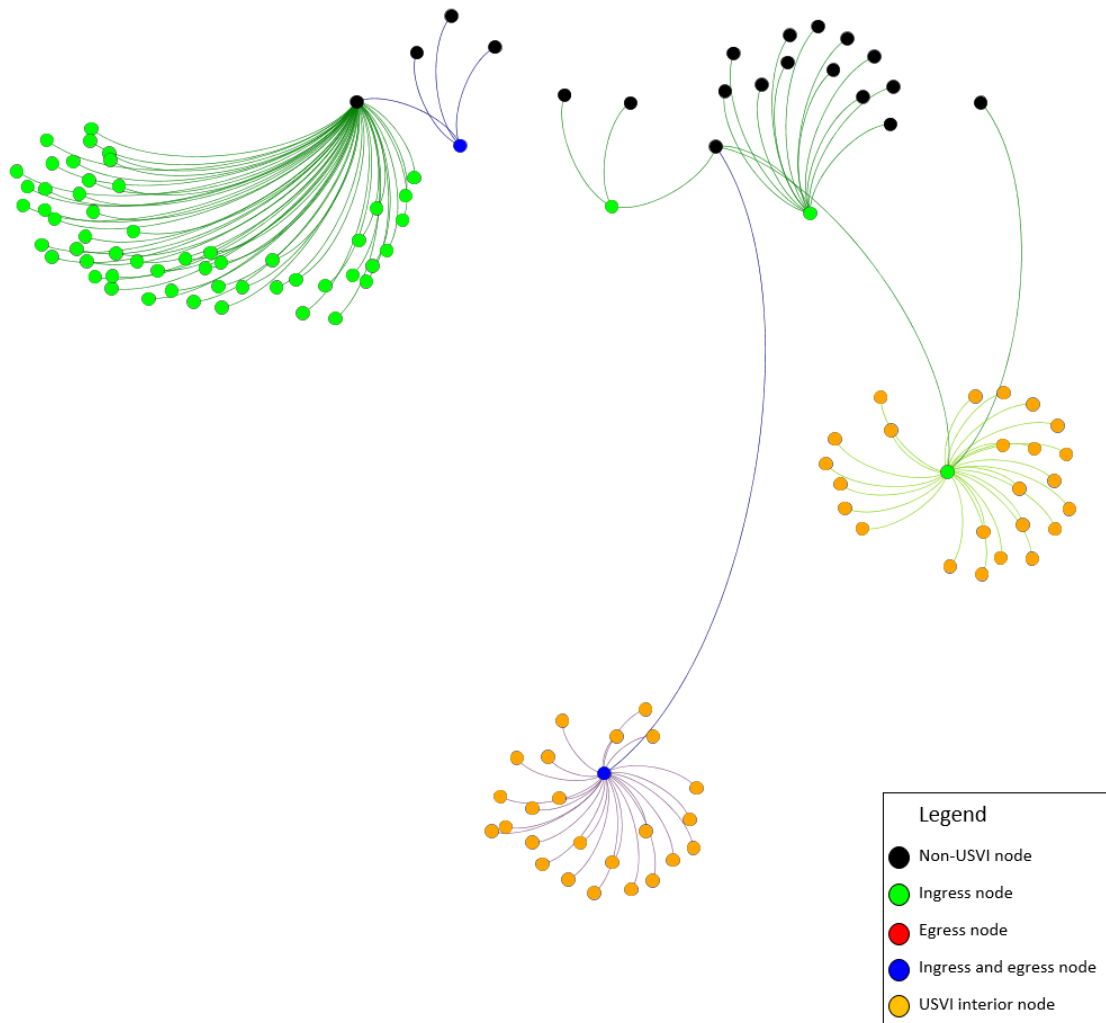 Legend
Non-USVI node
Ingress node
Egress node
Ingress and egress node
USVI interior node